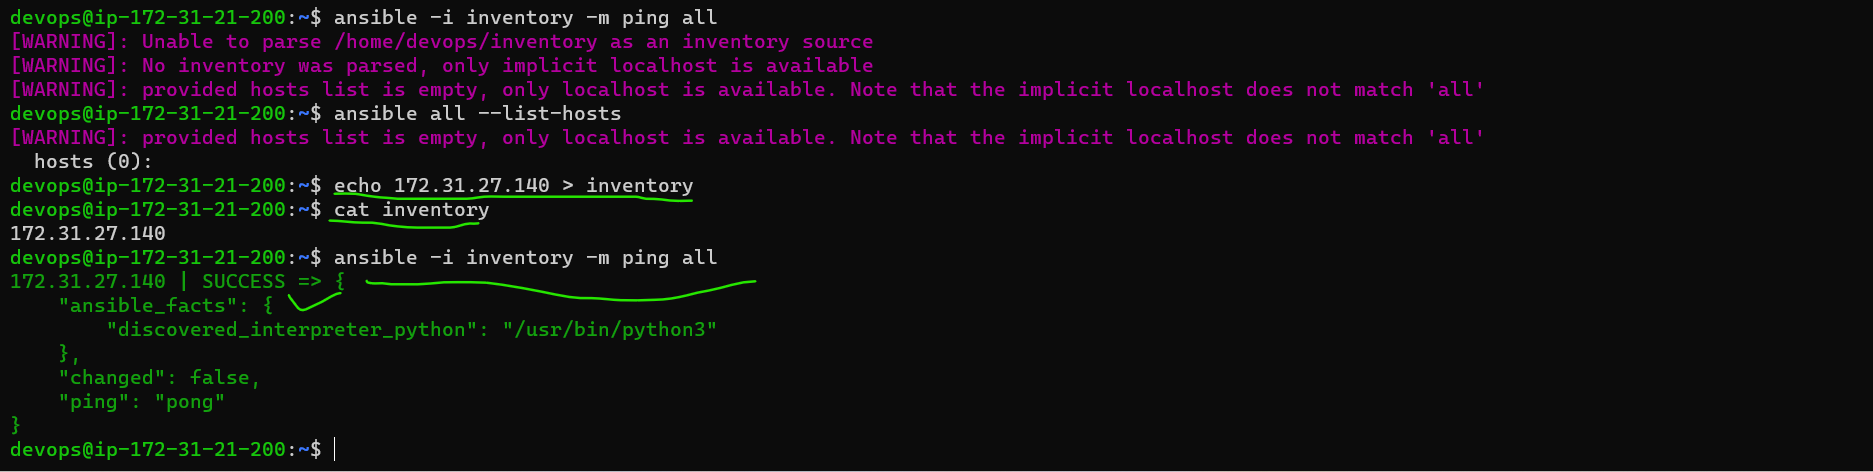 devops@ip-172-31-21-200:~$ ansible -i inventory -m ping all
[WARNING]: Unable to parse /home/devops/inventory as an inventory source
[WARNING]: No inventory was parsed, only implicit localhost is available
[WARNING]: provided hosts list is empty, only localhost is available. Note that the implicit localhost does not match 'all'
devops@ip-172-31-21-200:~$ ansible all --list-hosts
[WARNING]: provided hosts list is empty, only localhost is available. Note that the implicit localhost does not match 'all'
  hosts (0):
devops@ip-172-31-21-200:~$ echo 172.31.27.140 > inventory
devops@ip-172-31-21-200:~$ cat inventory
172.31.27.140
devops@ip-172-31-21-200:~$ ansible -i inventory -m ping all
172.31.27.140 | SUCCESS => {
    "ansible_facts": {
        "discovered_interpreter_python": "/usr/bin/python3"
    },
    "changed": false,
    "ping": "pong"
}
devops@ip-172-31-21-200:~$